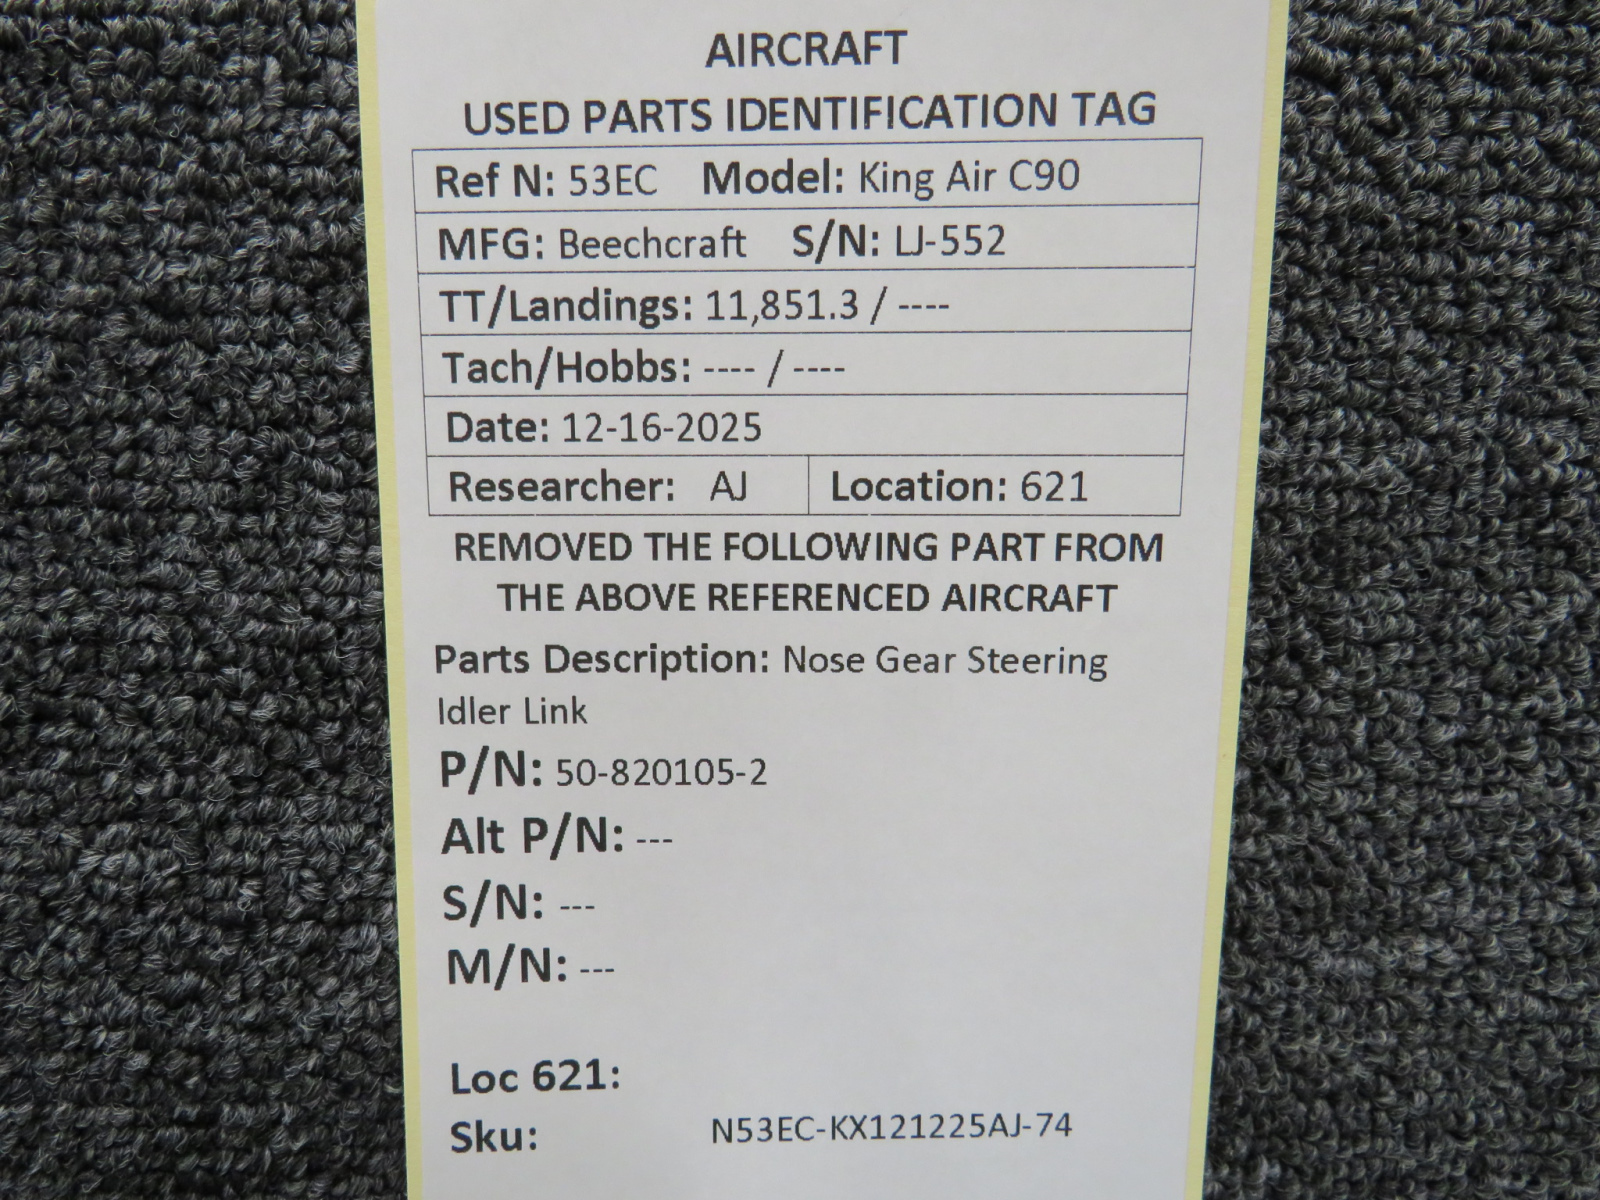 AIRCRAFT
USED PARTS IDENTIFICATION TAG
Ref N: 53EC Model: King Air C90
MFG: Beechcraft S/N: LJ-552
TT/Landings: 11,851.3 / ----
Tach/Hobbs: ---- / ----
Date: 12-16-2025
Researcher: AJ Location: 621
REMOVED THE FOLLOWING PART FROM
THE ABOVE REFERENCED AIRCRAFT
Parts Description: Nose Gear Steering
Idler Link
P/N: 50-820105-2
Alt P/N: ---
S/N: ---
M/N: ---
Loc 621:
Sku: N53EC-KX121225AJ-74